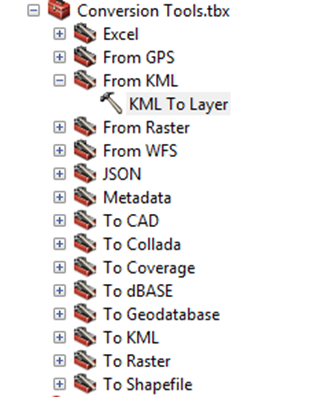 Conversion Tools.tbx
Excel
From GPS
From KML
KML To Layer
From Raster
From WFS
JSON
Metadata
To CAD
To Collada
To Coverage
To dBASE
To Geodatabase
To KML
To Raster
To Shapefile